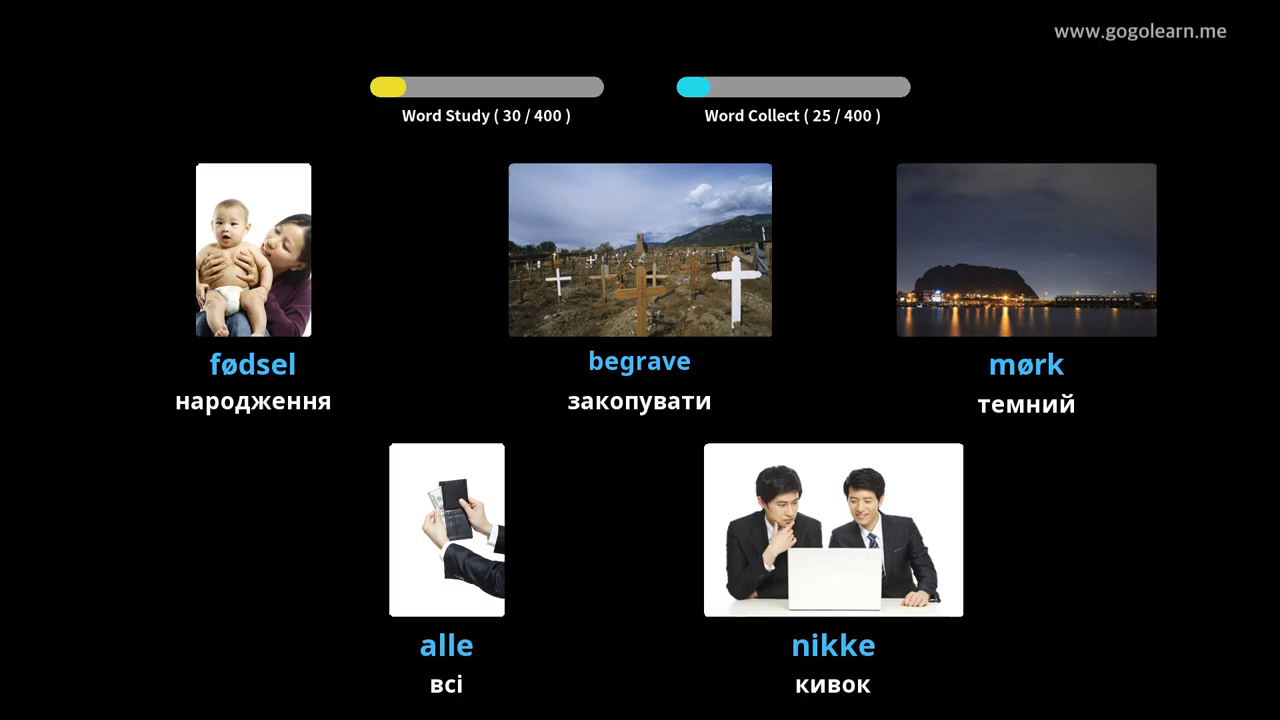 www.gogolearn.me
Word Study ( 30 / 400 )
Word Collect ( 25 / 400 )
fødsel
народження
begrave
закопувати
mørk
темний
alle
всі
nikke
кивок